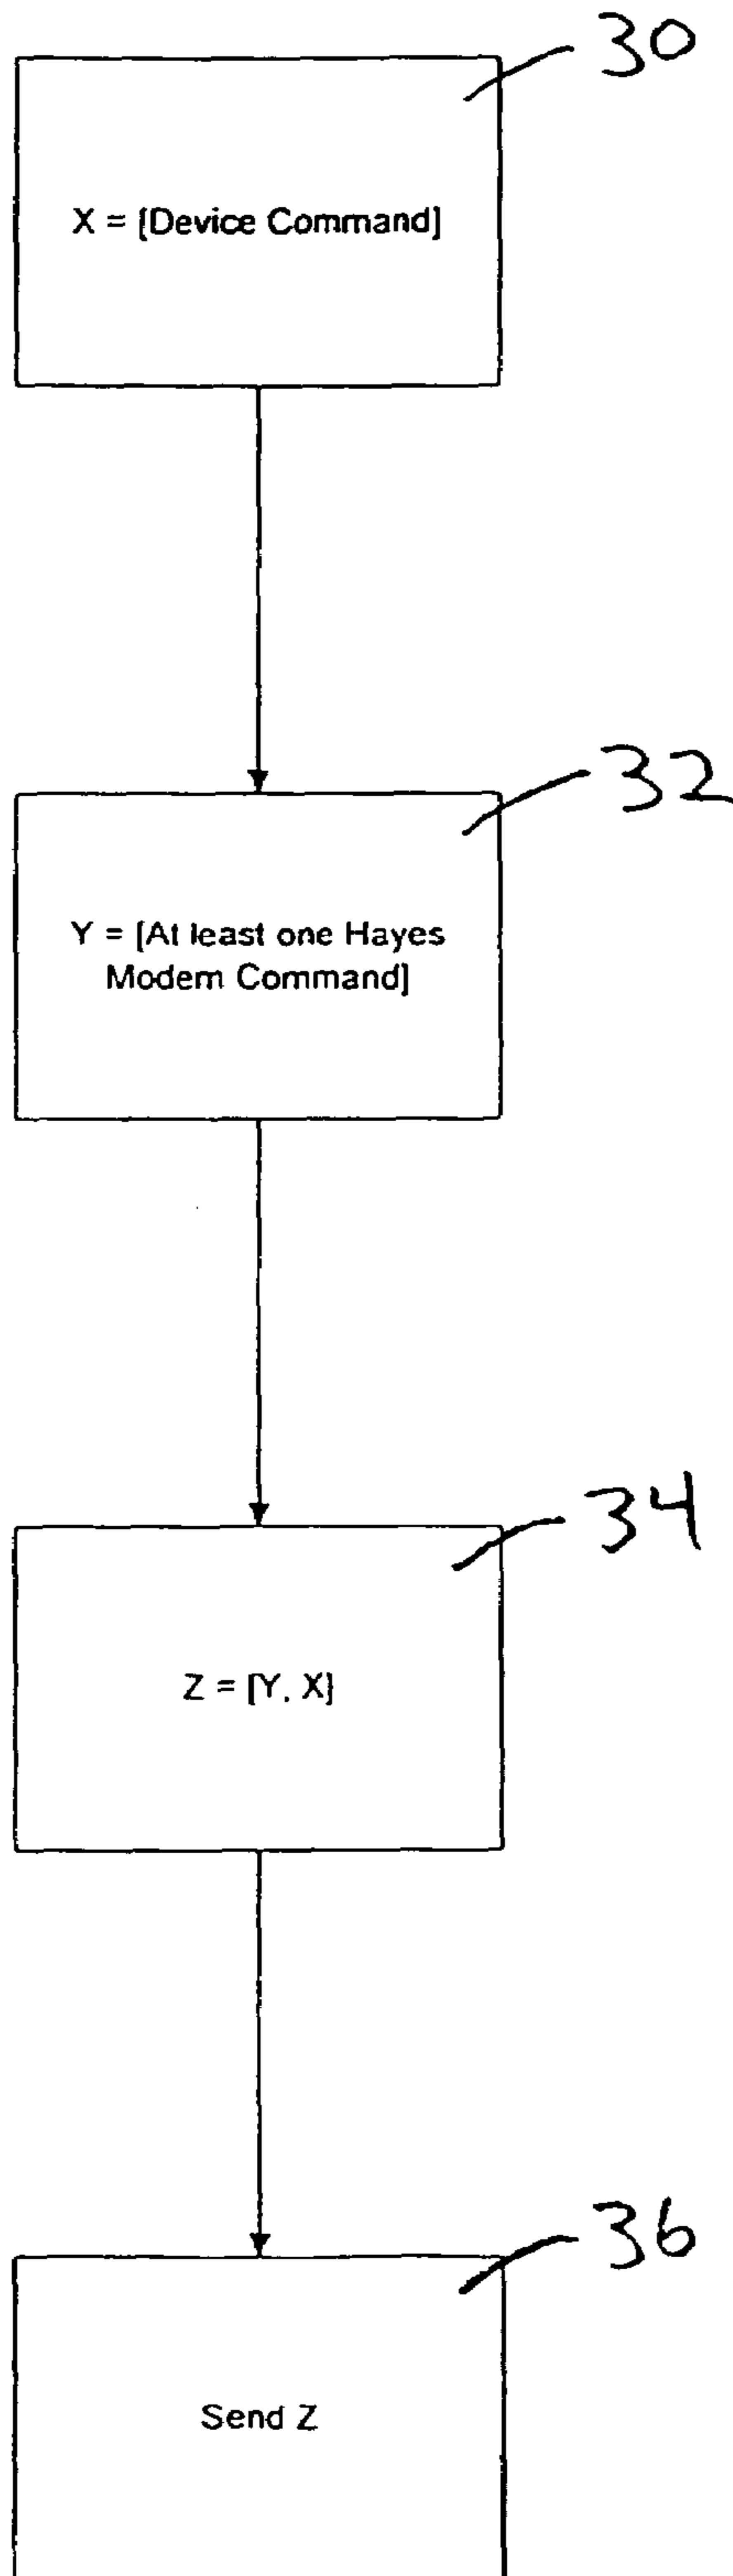 30
X = [Device Command]
32
Y = [At least one Hayes
Modem Command]
34
Z = [Y, X]
36
Send Z